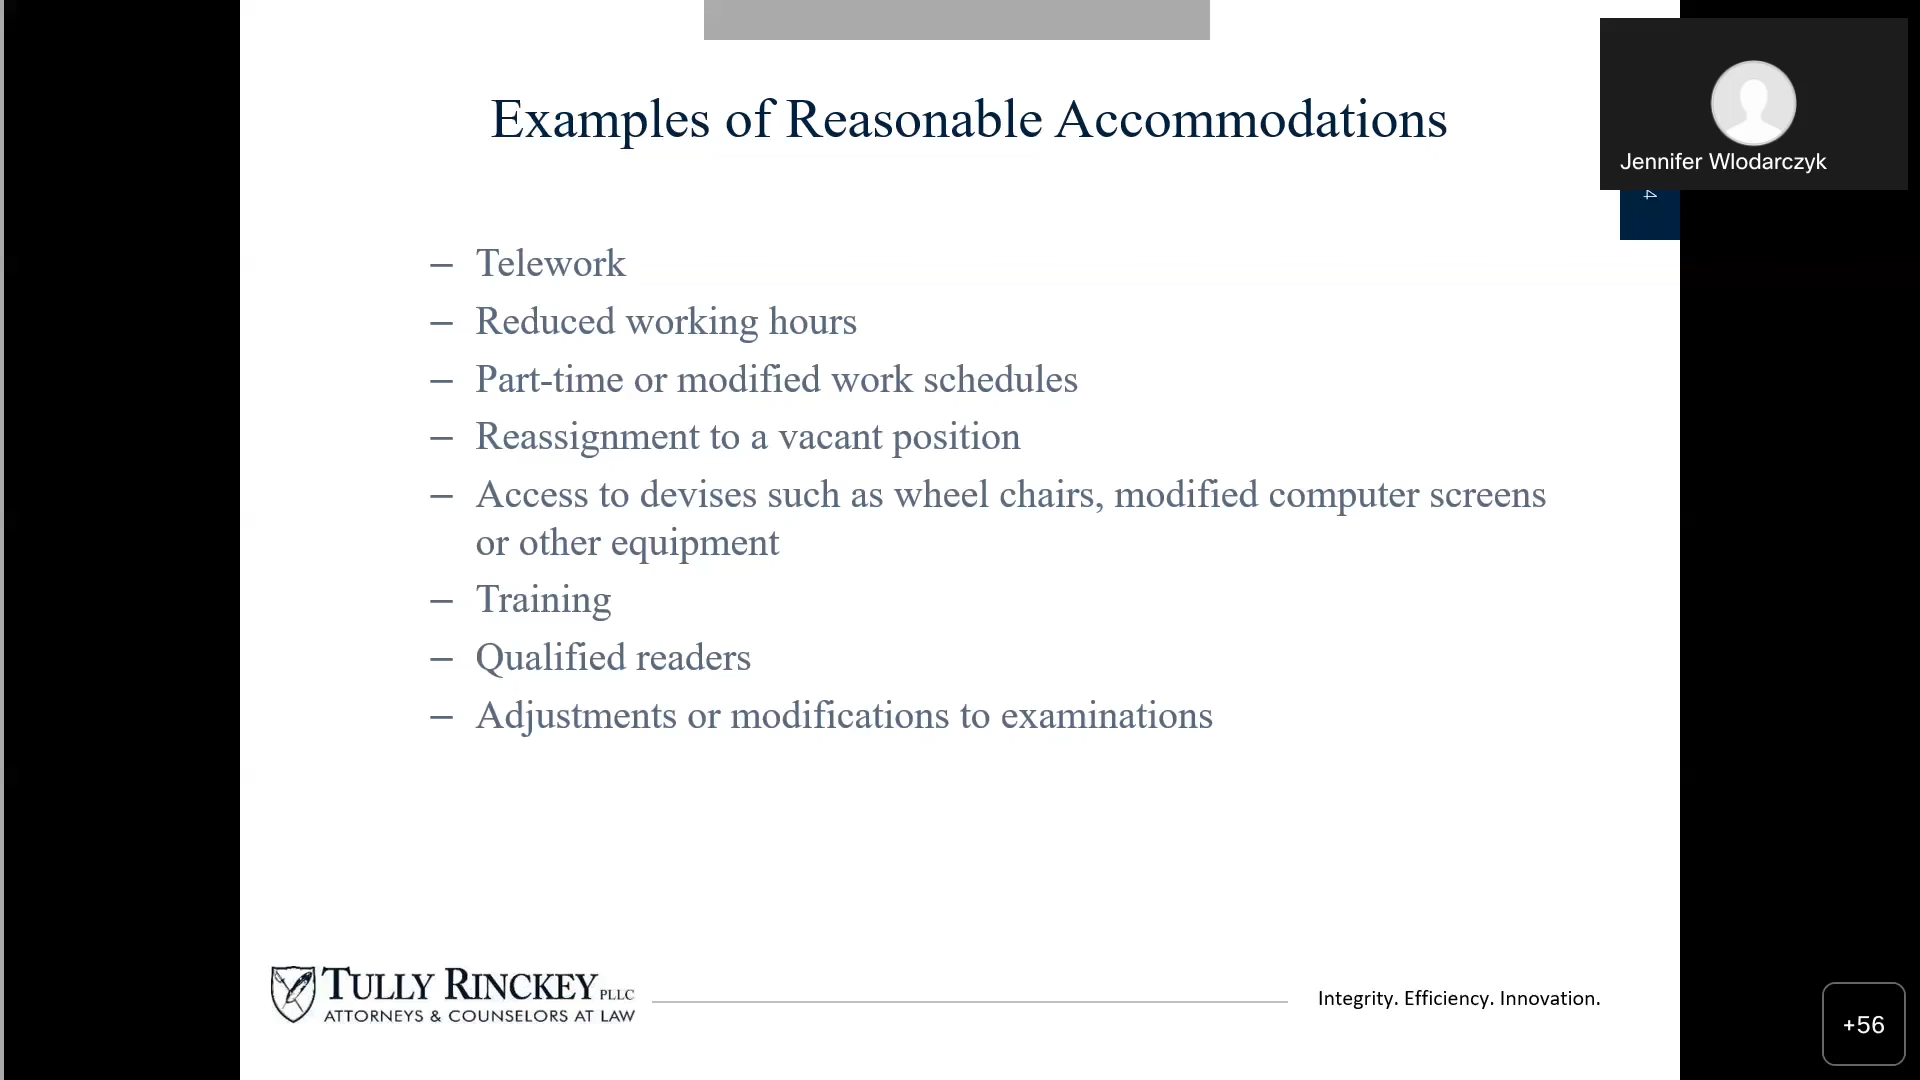 Examples of Reasonable Accommodations
Jennifer Wlodarczyk
4
– Telework
– Reduced working hours
– Part-time or modified work schedules
– Reassignment to a vacant position
– Access to devises such as wheel chairs, modified computer screens
or other equipment
– Training
– Qualified readers
– Adjustments or modifications to examinations
TULLY RINCKEY PLLC
ATTORNEYS & COUNSELORS AT LAW
Integrity. Efficiency. Innovation.
+56